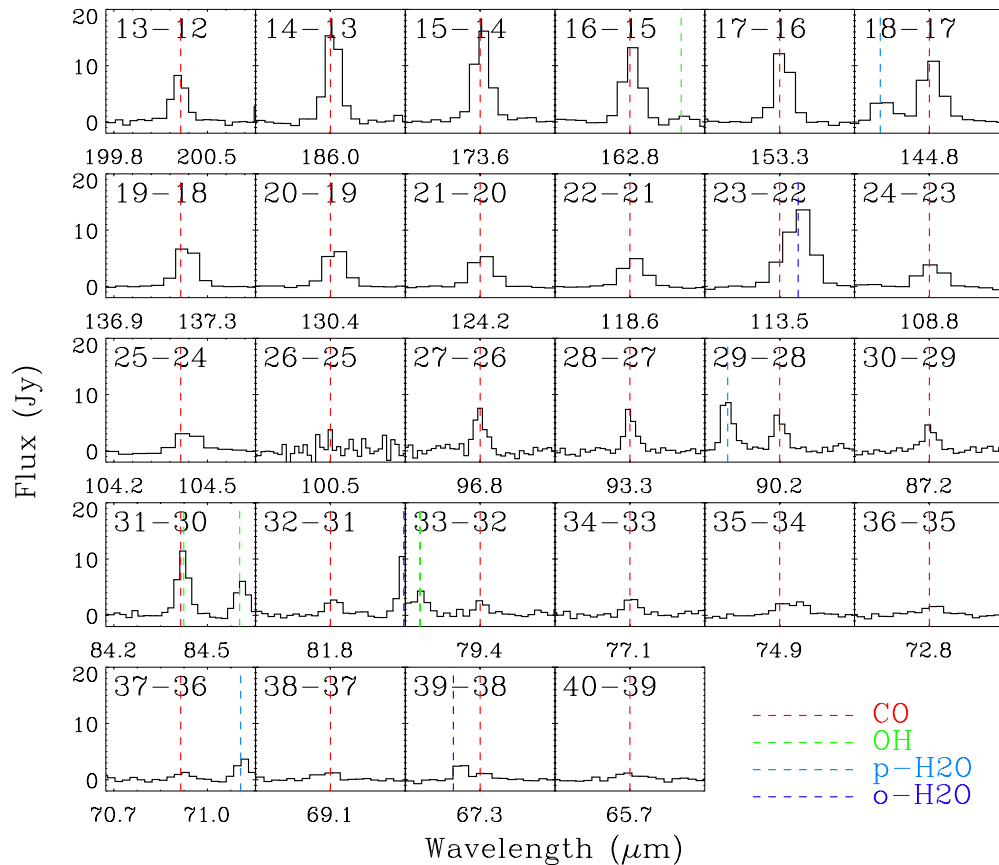 20 13-12 14-13 15-14 16-15 17-16 18-17
10
0
199.8 200.5 186.0 173.6 162.8 153.3 144.8
20 19-18 20-19 21-20 22-21 23-22 24-23
10
0
136.9 137.3 130.4 124.2 118.6 113.5 108.8
20 25-24 26-25 27-26 28-27 29-28 30-29
10
0
104.2 104.5 100.5 96.8 93.3 90.2 87.2
20 31-30 32-31 33-32 34-33 35-34 36-35
10
0
84.2 84.5 81.8 79.4 77.1 74.9 72.8
20 37-36 38-37 39-38 40-39
10
0
70.7 71.0 69.1 67.3 65.7
Flux (Jy)
Wavelength (μm)
CO
OH
p-H2O
o-H2O